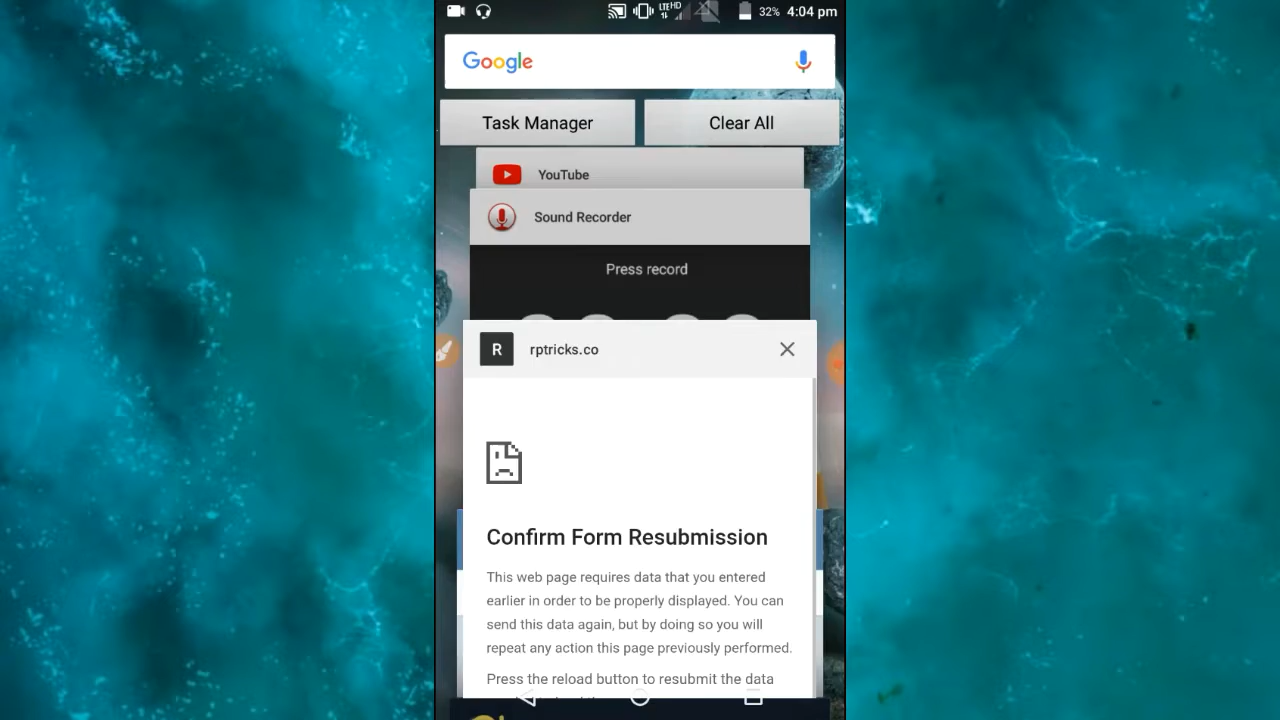 LTE HD 32% 4:04 pm
Google
Task Manager Clear All
YouTube
Sound Recorder
Press record
R rptricks.co
Confirm Form Resubmission
This web page requires data that you entered
earlier in order to be properly displayed. You can
send this data again, but by doing so you will
repeat any action this page previously performed.
Press the reload button to resubmit the data